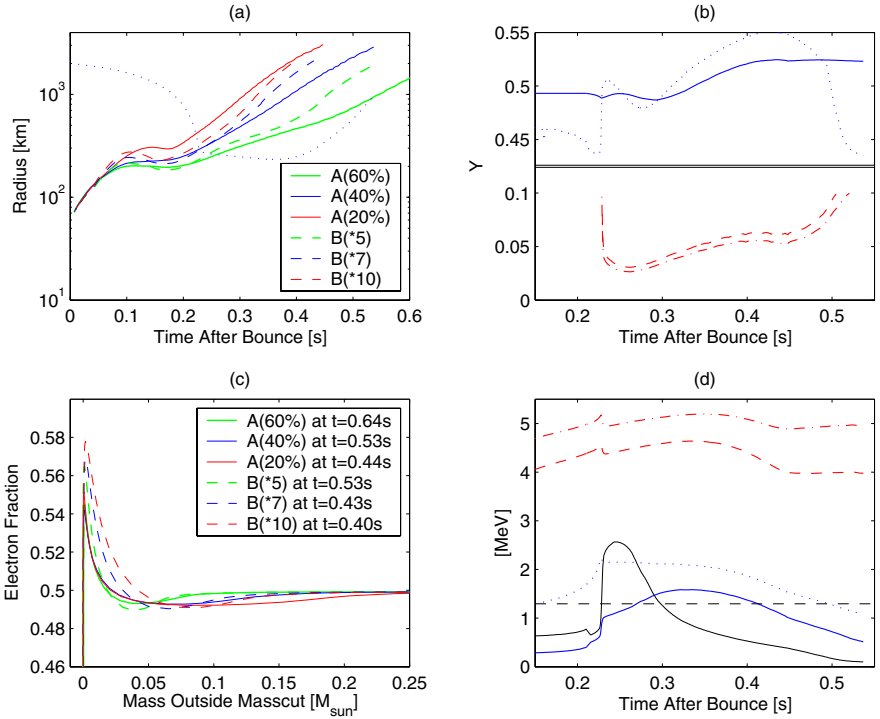 (a)
Radius [km]
10^3
10^2
10^1
0
0.1
0.2
0.3
0.4
0.5
0.6
Time After Bounce [s]
A(60%)
A(40%)
A(20%)
B(*5)
B(*7)
B(*10)
(b)
Y
0.55
0.5
0.45
0.1
0.05
0
0.2
0.3
0.4
0.5
Time After Bounce [s]
(c)
Electron Fraction
0.58
0.56
0.54
0.52
0.5
0.48
0.46
0
0.05
0.1
0.15
0.2
0.25
Mass Outside Masscut [M_sun]
A(60%) at t=0.64s
A(40%) at t=0.53s
A(20%) at t=0.44s
B(*5) at t=0.53s
B(*7) at t=0.43s
B(*10) at t=0.40s
(d)
[MeV]
5
4
3
2
1
0
0.2
0.3
0.4
0.5
Time After Bounce [s]